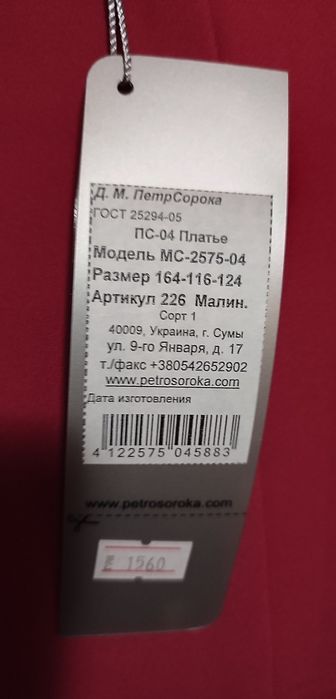 Д. М. ПетрСорока
ГОСТ 25294-05
ПС-04 Платье
Модель МС-2575-04
Размер 164-116-124
Артикул 226 Малин.
Сорт 1
40009, Украина, г. Сумы
ул. 9-го Января, д. 17
т./факс +380542652902
www.petrosoroka.com
Дата изготовления
4 122575 045883
www.petrosoroka.com
1560